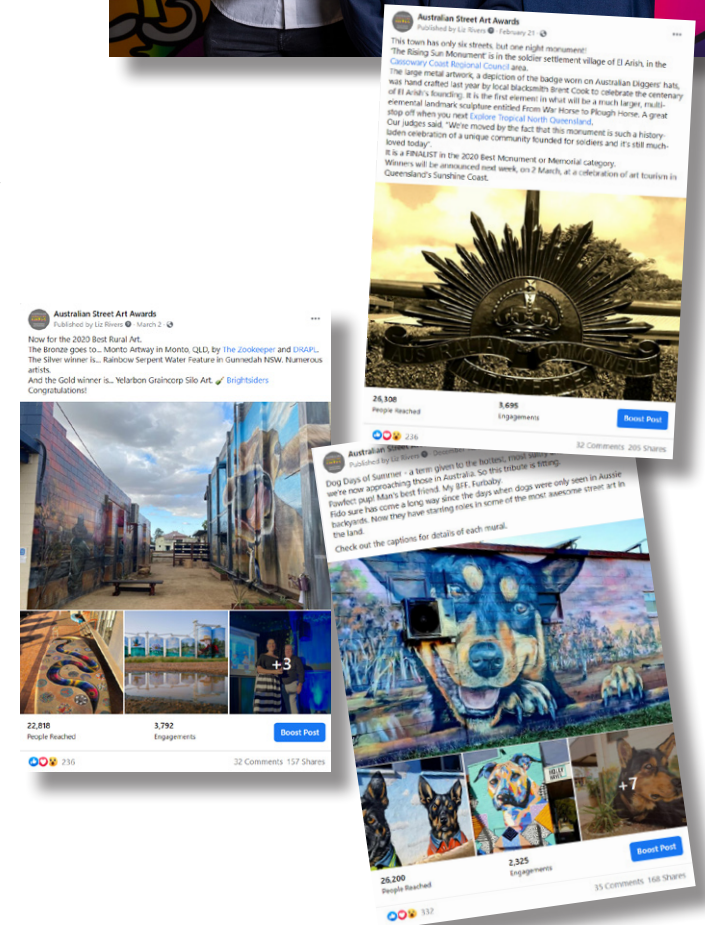 Australian Street Art Awards
Published by Liz Rivers · February 21 ·
This town has only six streets, but one night monument!
'The Rising Sun Monument' is in the soldier settlement village of El Arish, in the
Cassowary Coast Regional Council area.
The large metal artwork, a depiction of the badge worn on Australian Diggers' hats,
was hand crafted last year by local blacksmith Brent Cook to celebrate the centenary
of El Arish's founding. It is the first element in what will be a much larger, multi-
elemental landmark sculpture entitled From War Horse to Plough Horse. A great
stop off when you next Explore Tropical North Queensland.
Our judges said, "We're moved by the fact that this monument is such a history-
laden celebration of a unique community founded for soldiers and it's still much-
loved today".
It is a FINALIST in the 2020 Best Monument or Memorial category.
Winners will be announced next week, on 2 March, at a celebration of art tourism in
Queensland's Sunshine Coast.
26,308
People Reached
3,695
Engagements
Boost Post
236
32 Comments 205 Shares
Australian Street Art Awards
Published by Liz Rivers · March 2 ·
Now for the 2020 Best Rural Art.
The Bronze goes to... Monto Artway in Monto, QLD, by The Zookeeper and DRAPL.
The Silver winner is... Rainbow Serpent Water Feature in Gunnedah NSW. Numerous
artists.
And the Gold winner is... Yelarbon Graincorp Silo Art. Brightsiders
Congratulations!
+3
22,818
People Reached
3,792
Engagements
Boost Post
236
32 Comments 157 Shares
Australian Street
Published by Liz Rivers
Dog Days of Summer - a term given to the hottest, most
we're now approaching those in Australia. So this tribute is fitting.
Pawfect pup! Man's best friend. My BFF. Furbaby.
Fido sure has come a long way since the days when dogs were only seen in Aussie
backyards. Now they have starring roles in some of the most awesome street art in
the land.
Check out the captions for details of each mural.
+7
26,200
People Reached
2,325
Engagements
Boost Post
332
35 Comments 168 Shares